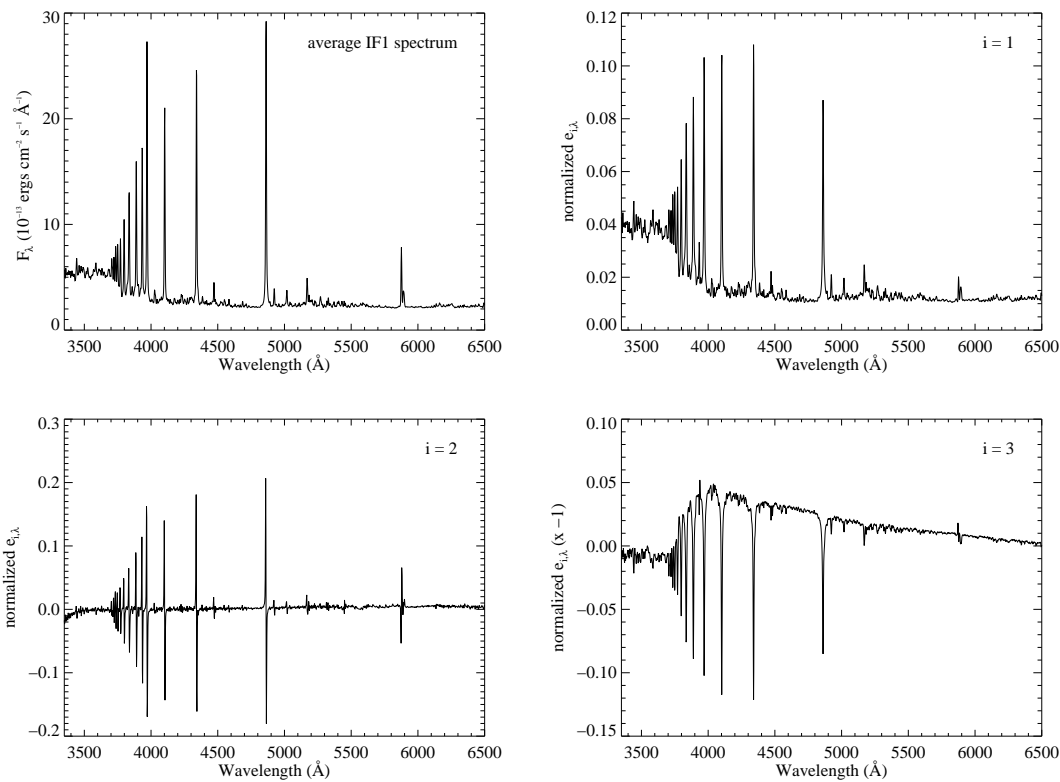 average IF1 spectrum
30
20
10
0
F_λ (10⁻¹³ ergs cm⁻² s⁻¹ Å⁻¹)
3500 4000 4500 5000 5500 6000 6500
Wavelength (Å)
i = 1
0.12
0.10
0.08
0.06
0.04
0.02
0.00
normalized e_i,λ
3500 4000 4500 5000 5500 6000 6500
Wavelength (Å)
i = 2
0.3
0.2
0.1
0.0
−0.1
−0.2
normalized e_i,λ
3500 4000 4500 5000 5500 6000 6500
Wavelength (Å)
i = 3
0.10
0.05
0.00
−0.05
−0.10
−0.15
normalized e_i,λ (x −1)
3500 4000 4500 5000 5500 6000 6500
Wavelength (Å)